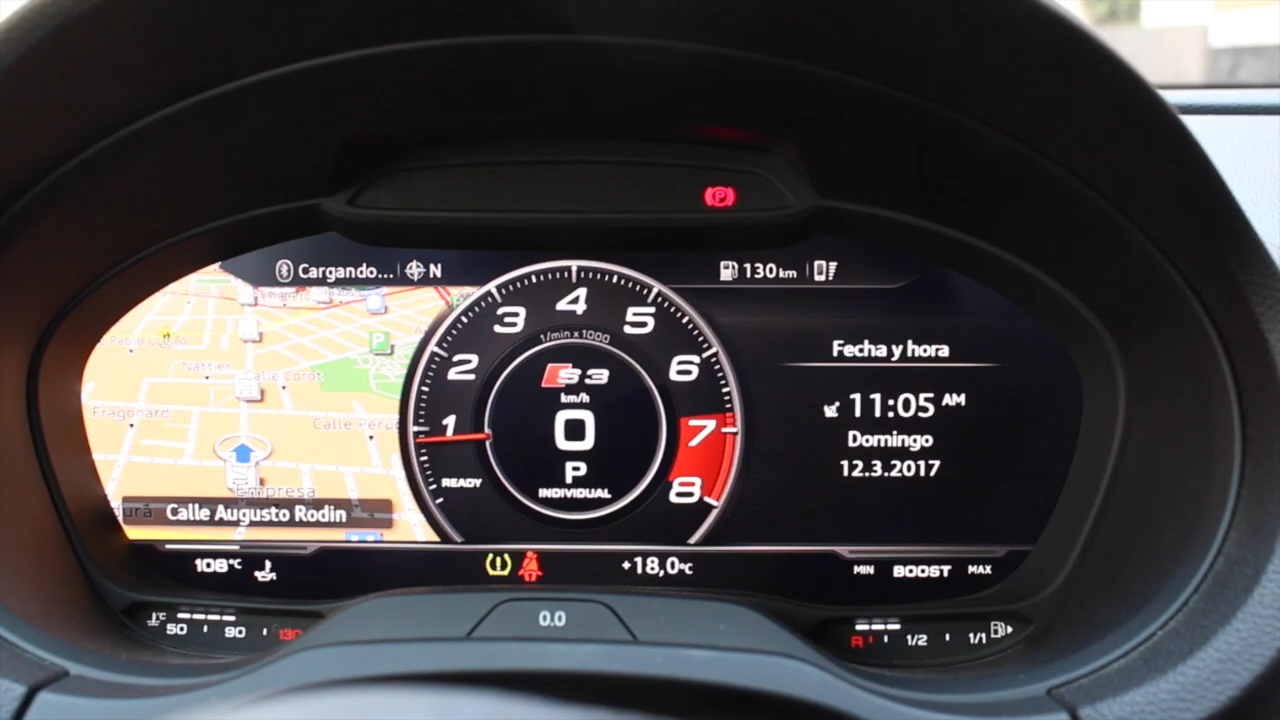 Cargando... N
130 km
1 2 3 4 5 6 7 8
1/min x 1000
S3
km/h
0
P
INDIVIDUAL
READY
Nattier
Calle Corot
Fragonard
Calle Peru
P
Empresa
Calle Augusto Rodin
Fecha y hora
11:05 AM
Domingo
12.3.2017
108°C
+18,0°C
MIN BOOST MAX
°C 50 90 130
0.0
R 1/2 1/1